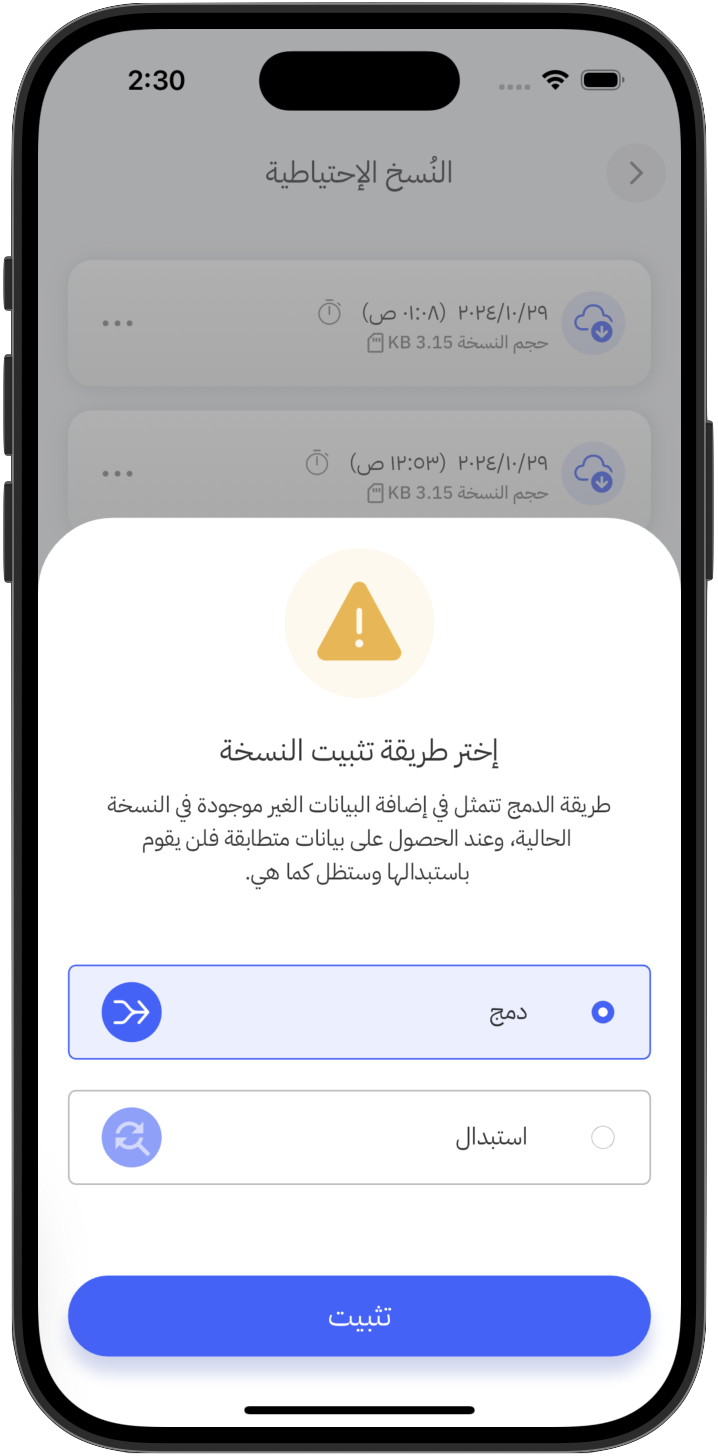 2:30
النُسخ الإحتياطية
٢٠٢٤/١٠/٢٩ (٠١:٠٨ ص)
حجم النسخة 3.15 KB
٢٠٢٤/١٠/٢٩ (١٢:٥٣ ص)
حجم النسخة 3.15 KB
إختر طريقة تثبيت النسخة
طريقة الدمج تتمثل في إضافة البيانات الغير موجودة في النسخة
الحالية، وعند الحصول على بيانات متطابقة فلن يقوم
باستبدالها وستظل كما هي.
دمج
استبدال
تثبيت